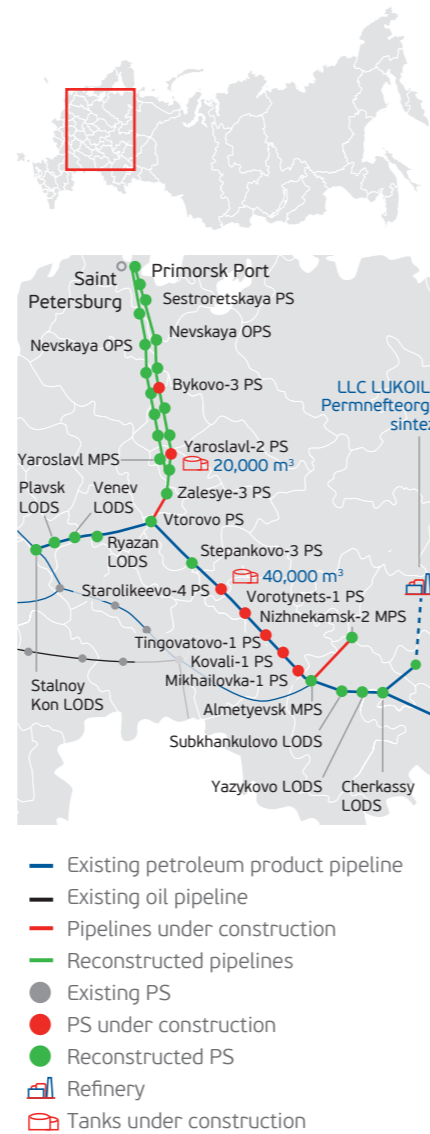 Saint
Petersburg
Primorsk Port
Sestroretskaya PS
Nevskaya OPS
Nevskaya OPS
Bykovo-3 PS
LLC LUKOIL
Permnefteorg
sintez
Yaroslavl-2 PS
Yaroslavl MPS
20,000 m³
Plavsk
LODS
Venev
LODS
Zalesye-3 PS
Vtorovo PS
Ryazan
LODS
Stepankovo-3 PS
40,000 m³
Starolikeevo-4 PS
Vorotynets-1 PS
Nizhnekamsk-2 MPS
Tingovatovo-1 PS
Kovali-1 PS
Mikhailovka-1 PS
Stalnoy
Kon LODS
Almetyevsk MPS
Subkhankulovo LODS
Yazykovo LODS
Cherkassy
LODS
Existing petroleum product pipeline
Existing oil pipeline
Pipelines under construction
Reconstructed pipelines
Existing PS
PS under construction
Reconstructed PS
Refinery
Tanks under construction